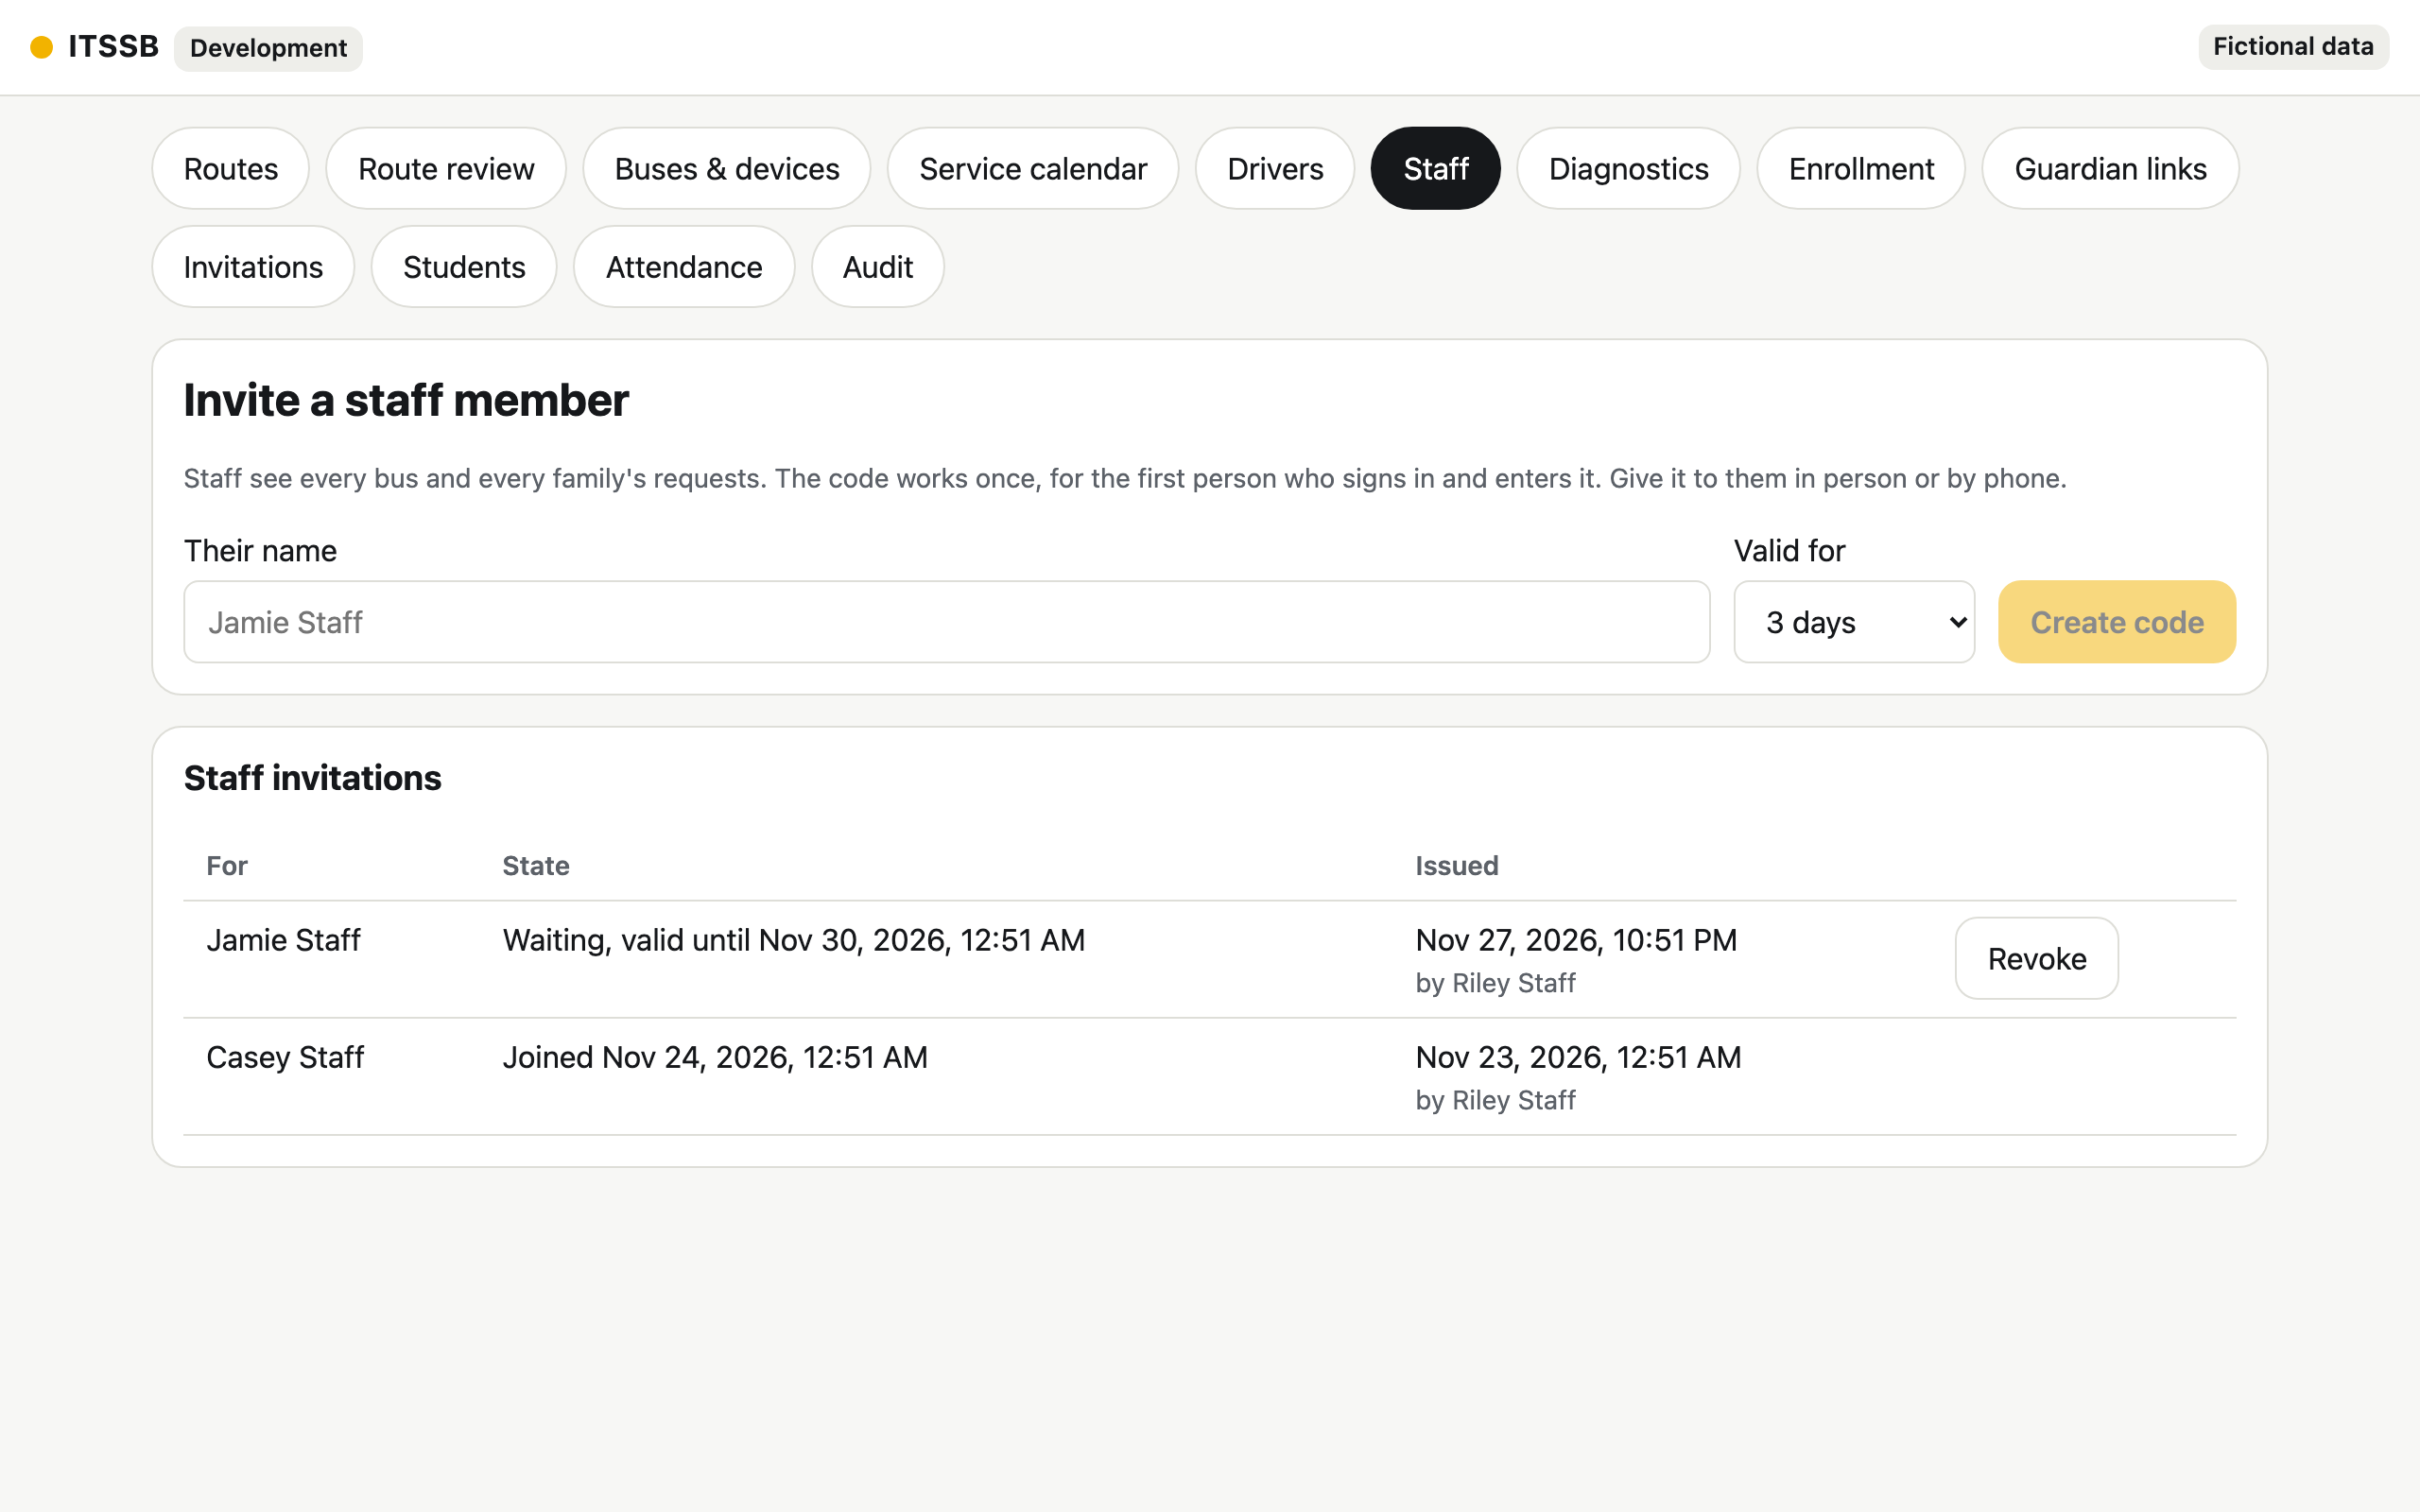 ITSSB Development Fictional data
Routes Route review Buses & devices Service calendar Drivers Staff Diagnostics Enrollment Guardian links
Invitations Students Attendance Audit
Invite a staff member
Staff see every bus and every family's requests. The code works once, for the first person who signs in and enters it. Give it to them in person or by phone.
Their name Valid for
Jamie Staff 3 days Create code
Staff invitations
For State Issued
Jamie Staff Waiting, valid until Nov 30, 2026, 12:51 AM Nov 27, 2026, 10:51 PM
by Riley Staff
Revoke
Casey Staff Joined Nov 24, 2026, 12:51 AM Nov 23, 2026, 12:51 AM
by Riley Staff